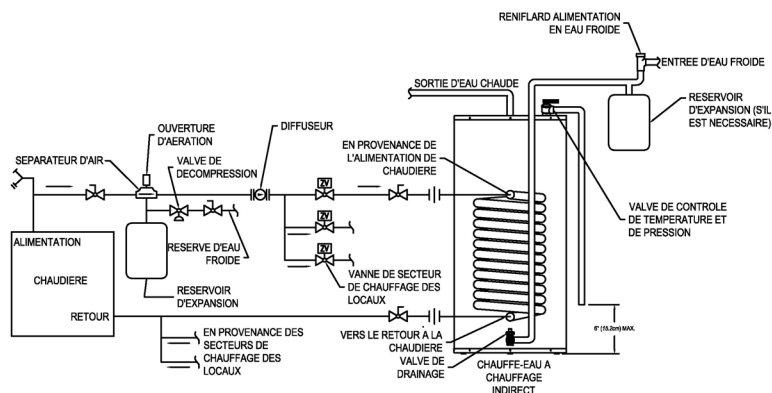 RENIFLARD ALIMENTATION
EN EAU FROIDE
ENTREE D'EAU FROIDE
SORTIE D'EAU CHAUDE
RESERVOIR
D'EXPANSION (S'IL
EST NECESSAIRE)
OUVERTURE
D'AERATION
DIFFUSEUR
EN PROVENANCE DE
L'ALIMENTATION DE
CHAUDIERE
SEPARATEUR D'AIR
VALVE DE
DECOMPRESSION
ZV
ZV
ZV
VALVE DE CONTROLE
DE TEMPERATURE ET
DE PRESSION
ALIMENTATION
CHAUDIERE
RETOUR
RESERVE D'EAU
FROIDE
RESERVOIR
D'EXPANSION
VANNE DE SECTEUR
DE CHAUFFAGE DES
LOCAUX
6" (15.2cm) MAX.
EN PROVENANCE DES
SECTEURS DE
CHAUFFAGE DES
LOCAUX
VERS LE RETOUR À LA
CHAUDIERE
VALVE DE
DRAINAGE
CHAUFFE-EAU A
CHAUFFAGE
INDIRECT